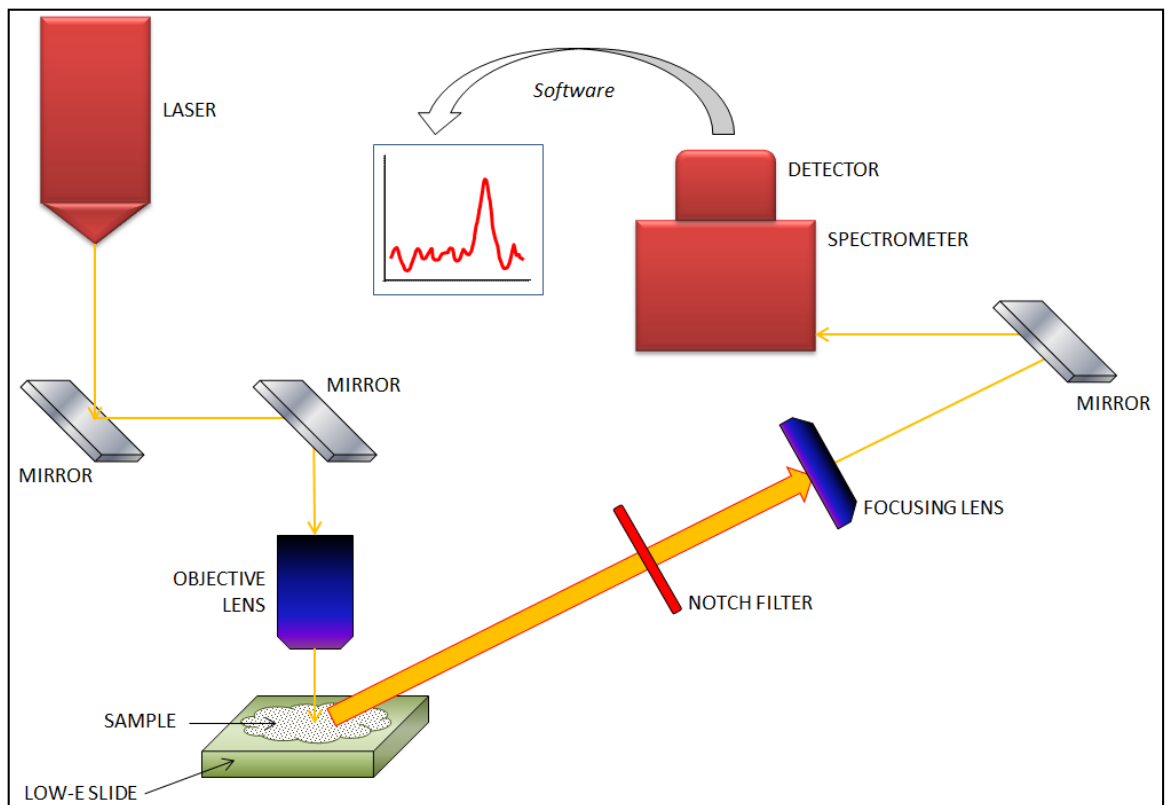 LASER
Software
DETECTOR
SPECTROMETER
MIRROR
MIRROR
MIRROR
FOCUSING LENS
OBJECTIVE
LENS
NOTCH FILTER
SAMPLE
LOW-E SLIDE